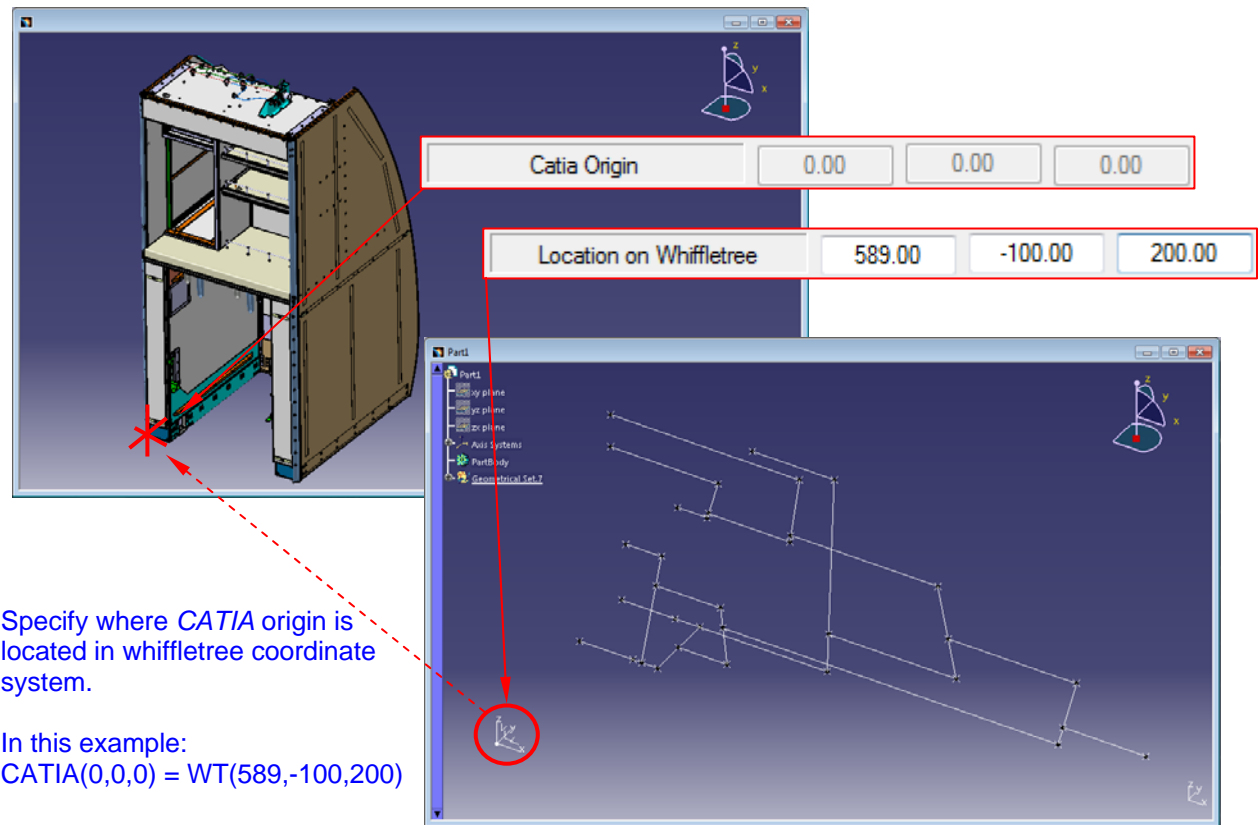 z
y
x
Catia Origin 0.00 0.00 0.00
Location on Whiffletree 589.00 -100.00 200.00
Part1
Part1
xy plane
yz plane
zx plane
Axis Systems
PartBody
Geometrical Set.7
z
y
x
Specify where CATIA origin is
located in whiffletree coordinate
system.
In this example:
CATIA(0,0,0) = WT(589,-100,200)
z
y
x
z
y
x